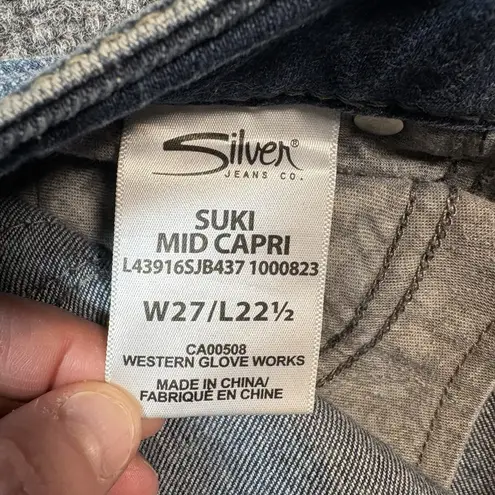 Silver®
JEANS CO.
SUKI
MID CAPRI
L43916SJB437 1000823
W27/L22½
CA00508
WESTERN GLOVE WORKS
MADE IN CHINA/
FABRIQUÉ EN CHINE